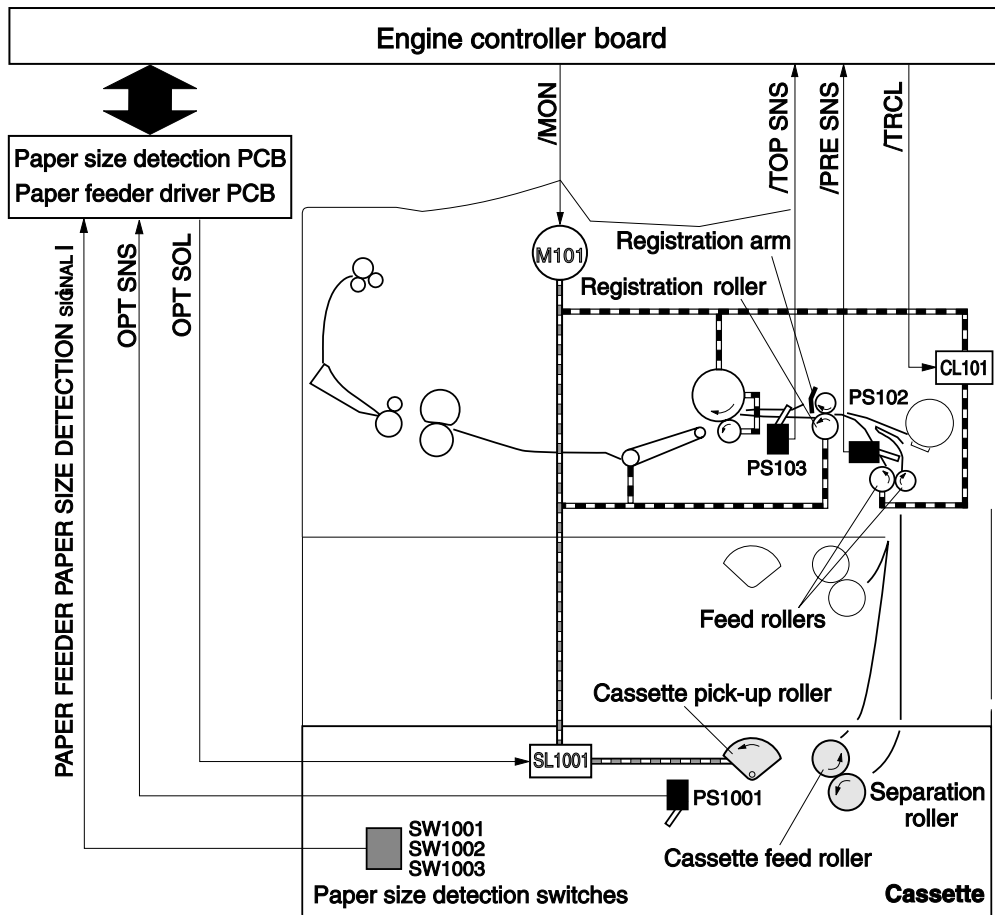 Engine controller board
/MON
/TOP SNS
/PRE SNS
/TRCL
Paper size detection PCB
Paper feeder driver PCB
PAPER FEEDER PAPER SIZE DETECTION SIGNAL I
OPT SNS
OPT SOL
M101
Registration arm
Registration roller
CL101
PS102
PS103
Feed rollers
Cassette pick-up roller
SL1001
PS1001
Separation
roller
SW1001
SW1002
SW1003
Cassette feed roller
Paper size detection switches
Cassette